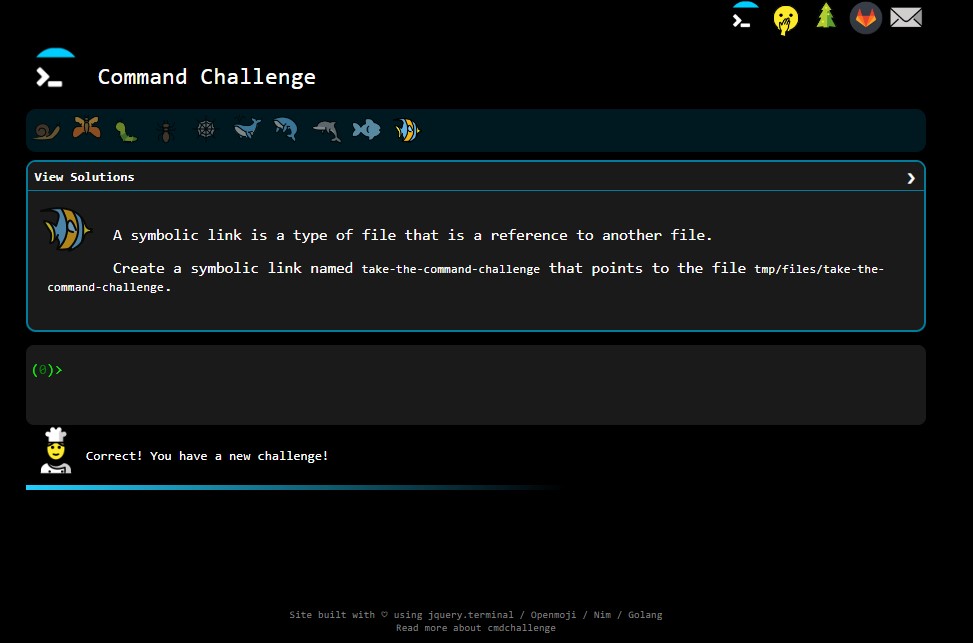 Command Challenge
View Solutions
A symbolic link is a type of file that is a reference to another file.
Create a symbolic link named take-the-command-challenge that points to the file tmp/files/take-the-
command-challenge.
(0)>
Correct! You have a new challenge!
Site built with ♡ using jquery.terminal / Openmoji / Nim / Golang
Read more about cmdchallenge